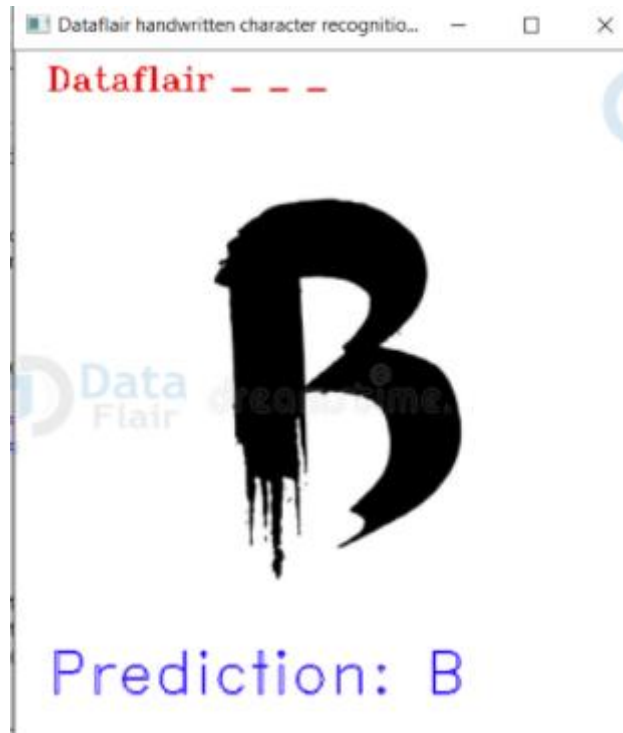 Dataflair handwritten character recognitio...
Dataflair _ _ _
B
Data
Flair
dreamstime.
Prediction: B